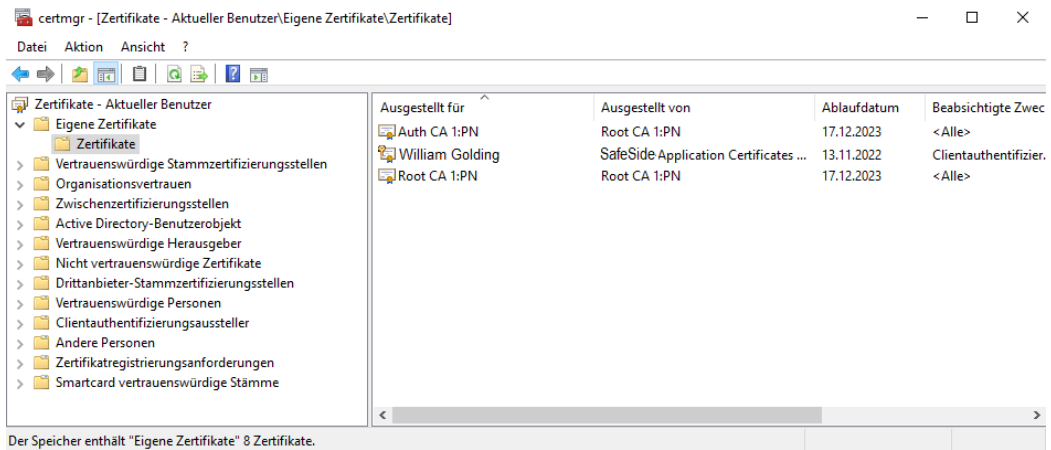 certmgr - [Zertifikate - Aktueller Benutzer\Eigene Zertifikate\Zertifikate]
Datei Aktion Ansicht ?
Zertifikate - Aktueller Benutzer
Eigene Zertifikate
Zertifikate
Vertrauenswürdige Stammzertifizierungsstellen
Organisationsvertrauen
Zwischenzertifizierungsstellen
Active Directory-Benutzerobjekt
Vertrauenswürdige Herausgeber
Nicht vertrauenswürdige Zertifikate
Drittanbieter-Stammzertifizierungsstellen
Vertrauenswürdige Personen
Clientauthentifizierungsaussteller
Andere Personen
Zertifikatregistrierungsanforderungen
Smartcard vertrauenswürdige Stämme
Ausgestellt für Ausgestellt von Ablaufdatum Beabsichtigte Zwec
Auth CA 1:PN Root CA 1:PN 17.12.2023 <Alle>
William Golding SafeSide Application Certificates ... 13.11.2022 Clientauthentifizier.
Root CA 1:PN Root CA 1:PN 17.12.2023 <Alle>
Der Speicher enthält "Eigene Zertifikate" 8 Zertifikate.